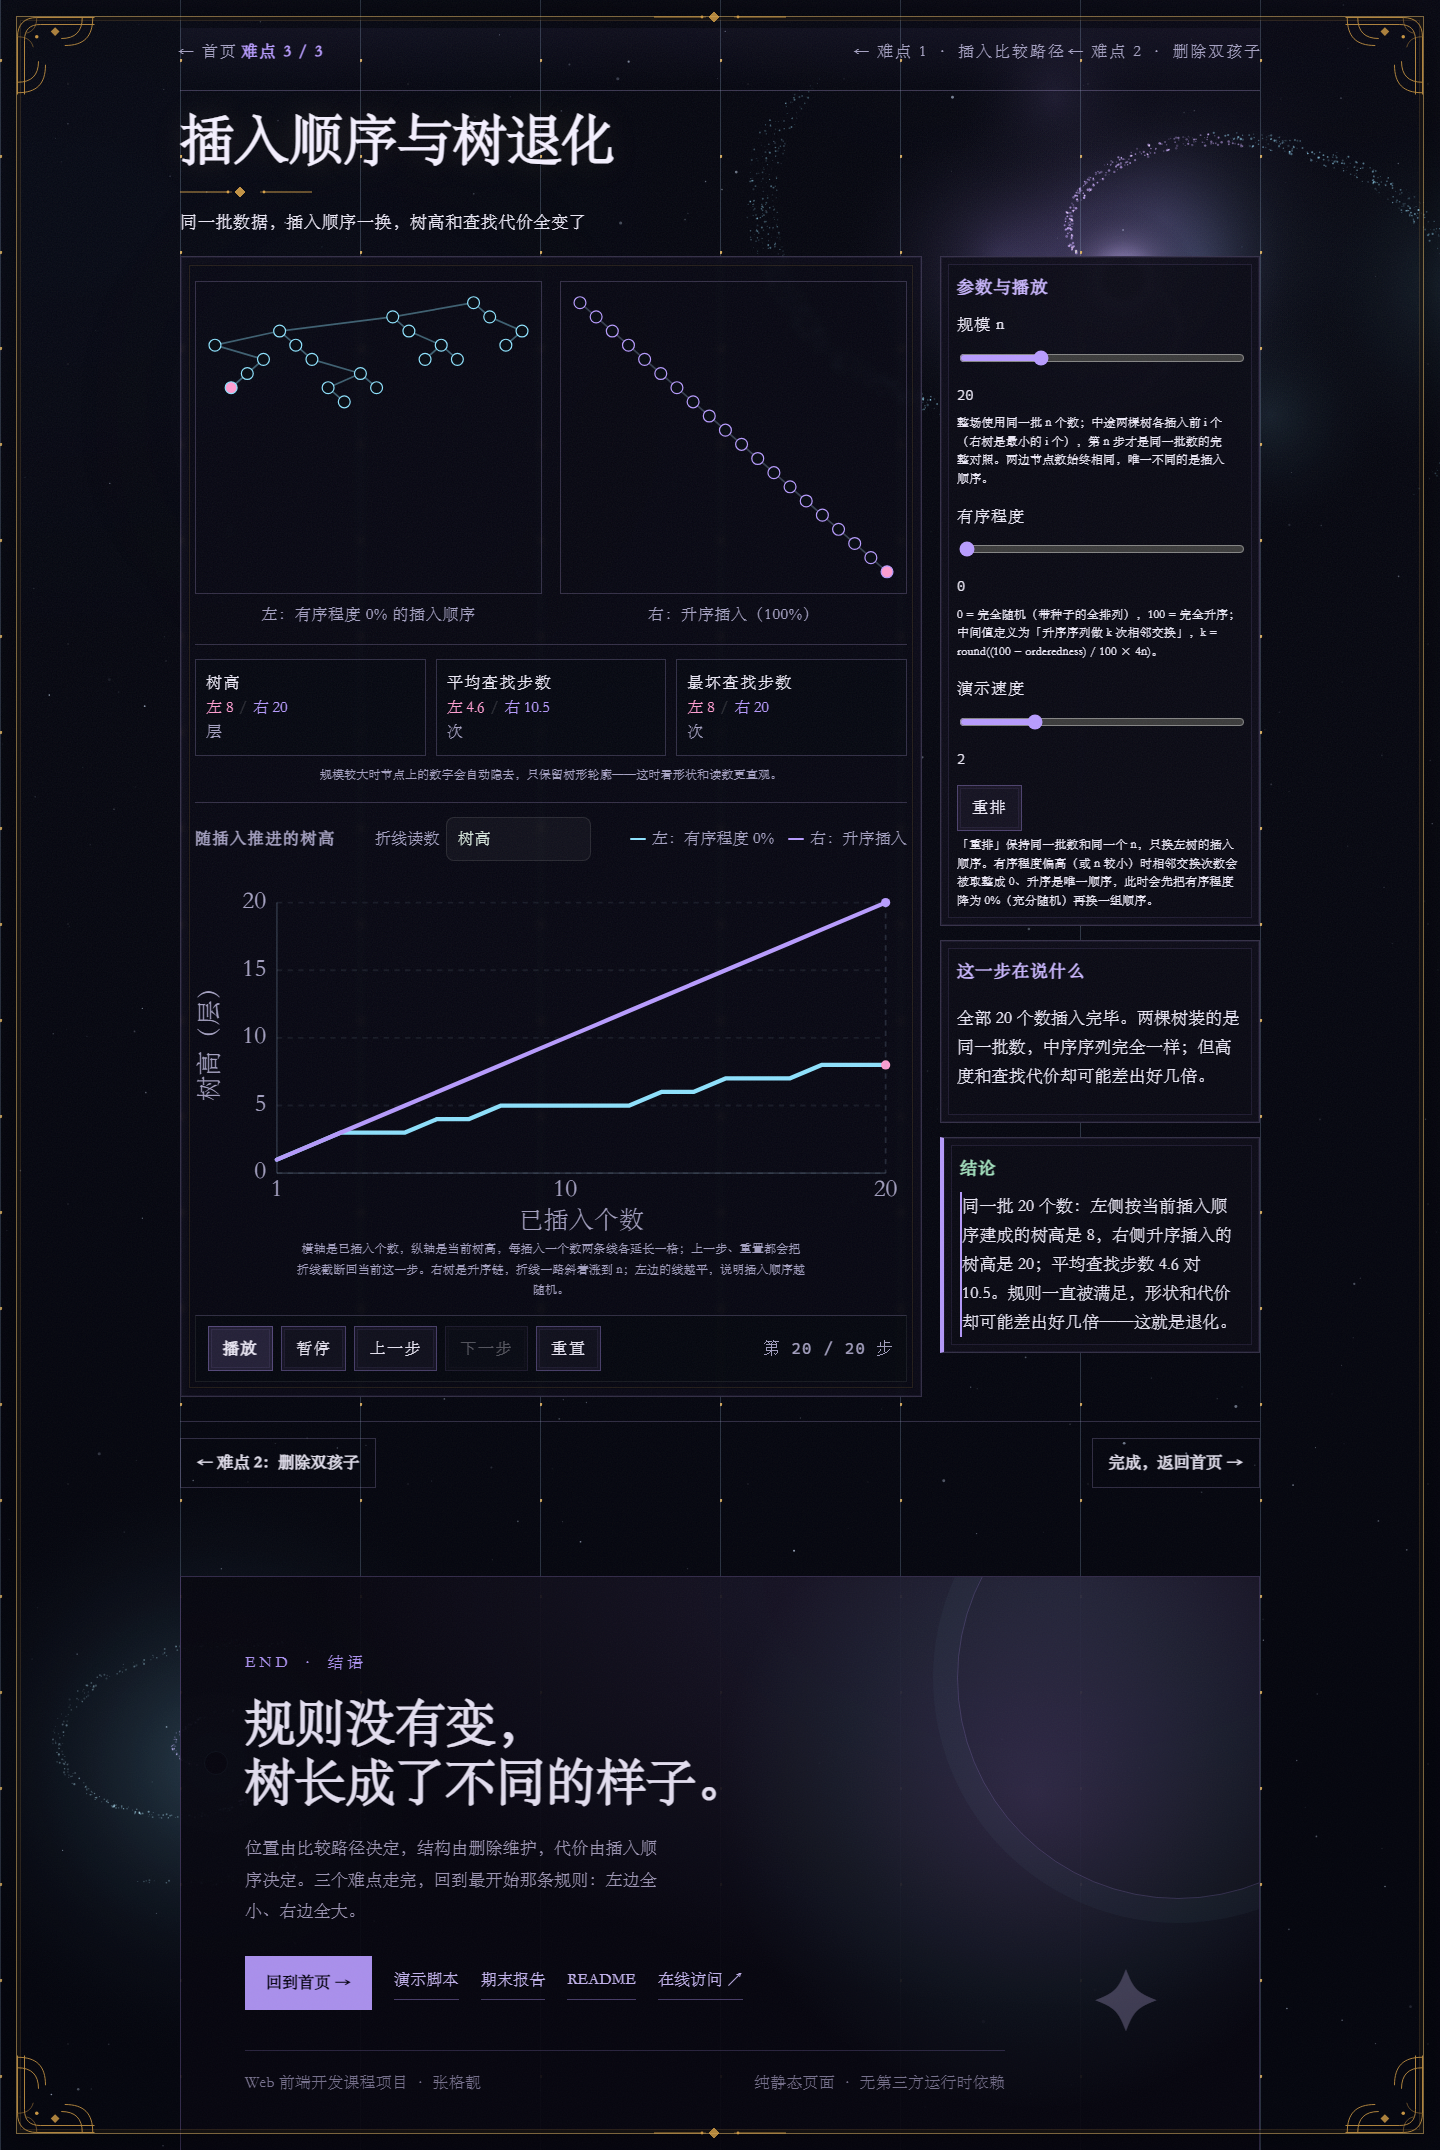 ← 首页 难点 3 / 3
← 难点 1 · 插入比较路径 ← 难点 2 · 删除双孩子
插入顺序与树退化
同一批数据，插入顺序一换，树高和查找代价全变了
左：有序程度 0% 的插入顺序
右：升序插入（100%）
树高
左 8 / 右 20
层
平均查找步数
左 4.6 / 右 10.5
次
最坏查找步数
左 8 / 右 20
次
规模较大时节点上的数字会自动隐去，只保留树形轮廓——这时看形状和读数更直观。
随插入推进的树高
折线读数
树高
左：有序程度 0%
右：升序插入
20
15
10
5
0
树高（层）
1
10
20
已插入个数
横轴是已插入个数，纵轴是当前树高，每插入一个数两条线各延长一格；上一步、重置都会把
折线截断回当前这一步。右树是升序链，折线一路斜着涨到 n；左边的线越平，说明插入顺序越
随机。
播放
暂停
上一步
下一步
重置
第 20 / 20 步
参数与播放
规模 n
20
整场使用同一批 n 个数；中途两棵树各插入前 i 个
（右树是最小的 i 个），第 n 步才是同一批数的完
整对照。两边节点数始终相同，唯一不同的是插入
顺序。
有序程度
0
0 = 完全随机（带种子的全排列），100 = 完全升序；
中间值定义为「升序序列做 k 次相邻交换」，k =
round((100 − orderedness) / 100 × 4n)。
演示速度
2
重排
「重排」保持同一批数和同一个 n，只换左树的插入
顺序。有序程度偏高（或 n 较小）时相邻交换次数会
被取整成 0、升序是唯一顺序，此时会先把有序程度
降为 0%（充分随机）再换一组顺序。
这一步在说什么
全部 20 个数插入完毕。两棵树装的是
同一批数，中序序列完全一样；但高
度和查找代价却可能差出好几倍。
结论
同一批 20 个数：左侧按当前插入顺
序建成的树高是 8，右侧升序插入的
树高是 20；平均查找步数 4.6 对
10.5。规则一直被满足，形状和代价
却可能差出好几倍——这就是退化。
← 难点 2：删除双孩子
完成，返回首页 →
END · 结语
规则没有变，
树长成了不同的样子。
位置由比较路径决定，结构由删除维护，代价由插入顺
序决定。三个难点走完，回到最开始那条规则：左边全
小、右边全大。
回到首页 →
演示脚本
期末报告
README
在线访问 ↗
Web 前端开发课程项目 · 张格靓
纯静态页面 · 无第三方运行时依赖